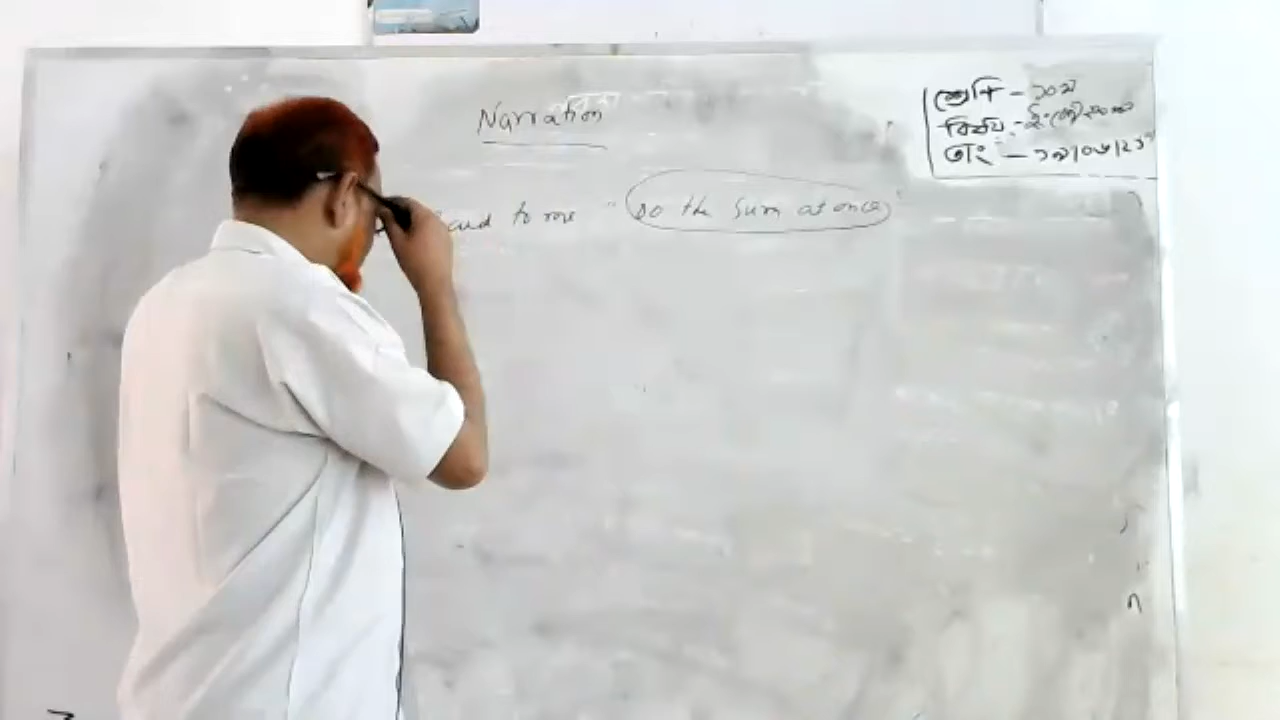 Narration
said to me "Do the sum at once"
শ্রেণি - ১০ম
বিষয়:-
তাং -